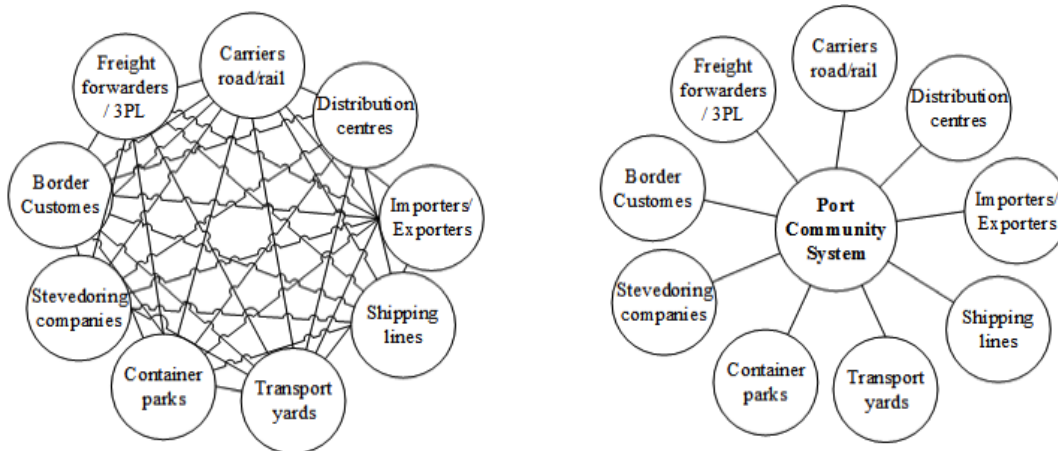 Carriers
road/rail
Freight
forwarders
/ 3PL
Distribution
centres
Border
Customes
Importers/
Exporters
Stevedoring
companies
Shipping
lines
Container
parks
Transport
yards
Carriers
road/rail
Freight
forwarders
/ 3PL
Distribution
centres
Border
Customes
Port
Community
System
Importers/
Exporters
Stevedoring
companies
Shipping
lines
Container
parks
Transport
yards